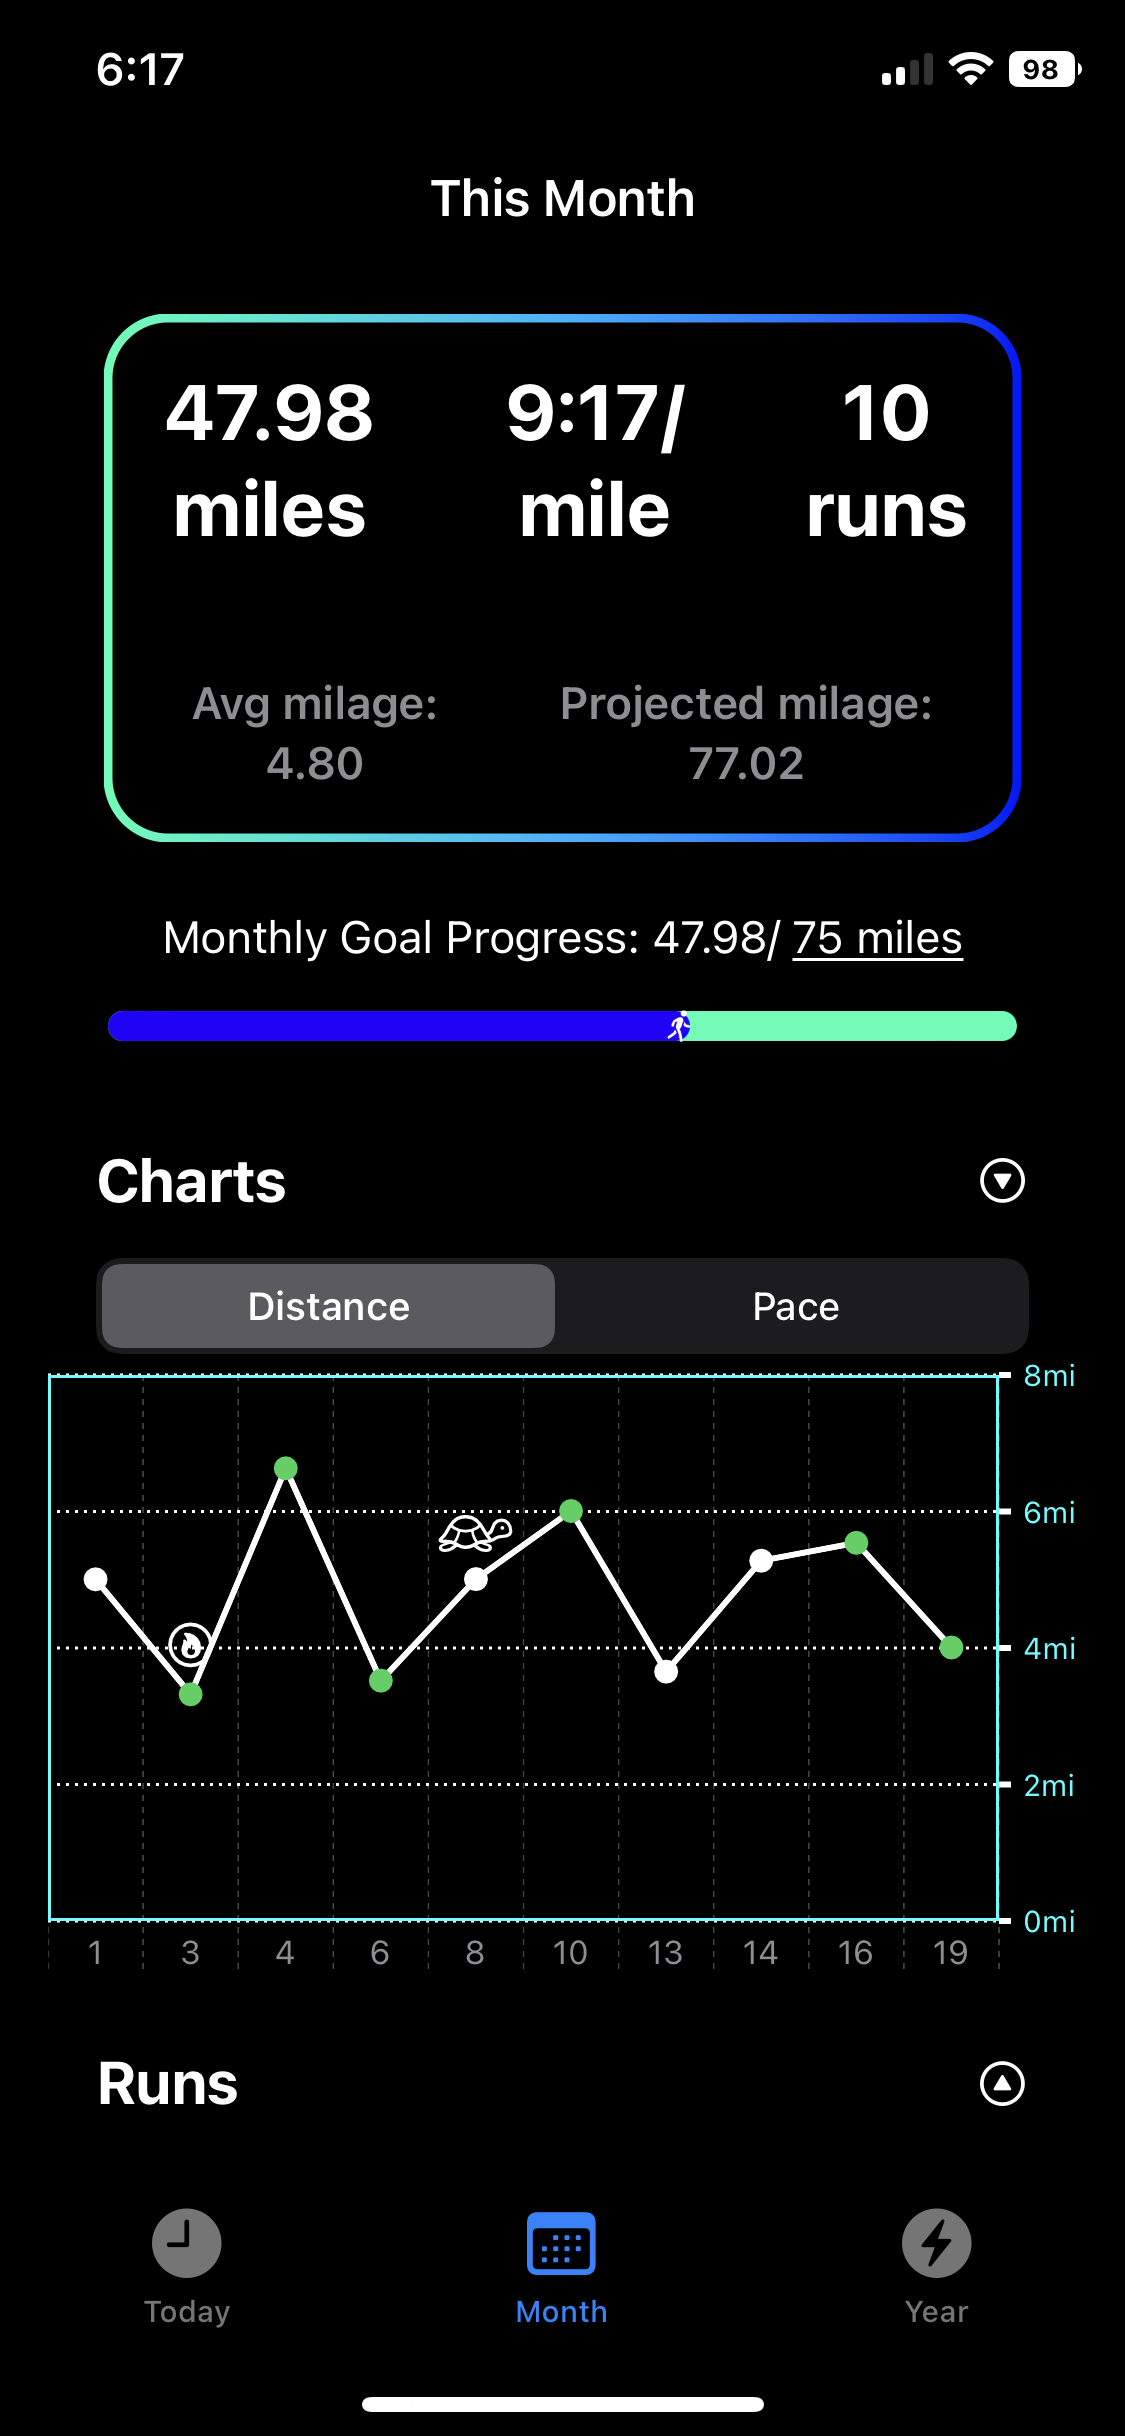 6:17
98
This Month
47.98 miles
9:17/ mile
10 runs
Avg milage: 4.80
Projected milage: 77.02
Monthly Goal Progress: 47.98/ 75 miles
Charts
Distance
Pace
8mi
6mi
4mi
2mi
0mi
1 3 4 6 8 10 13 14 16 19
Runs
Today
Month
Year